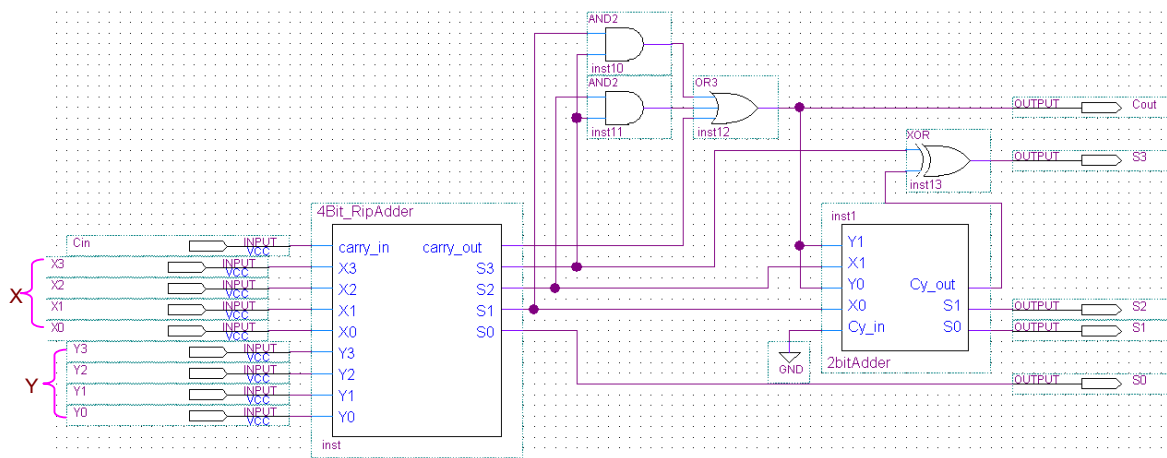 AND2
inst10
AND2
inst11
OR3
inst12
OUTPUT Cout
XOR
inst13
OUTPUT S3
4Bit_RipAdder
carry_in carry_out
X3 S3
X2 S2
X1 S1
X0 S0
Y3
Y2
Y1
Y0
inst
Cin INPUT
VCC
X
X3 INPUT
VCC
X2 INPUT
VCC
X1 INPUT
VCC
X0 INPUT
VCC
Y
Y3 INPUT
VCC
Y2 INPUT
VCC
Y1 INPUT
VCC
Y0 INPUT
VCC
inst1
Y1
X1
Y0 Cy_out
X0 S1
Cy_in S0
2bitAdder
GND
OUTPUT S2
OUTPUT S1
OUTPUT S0